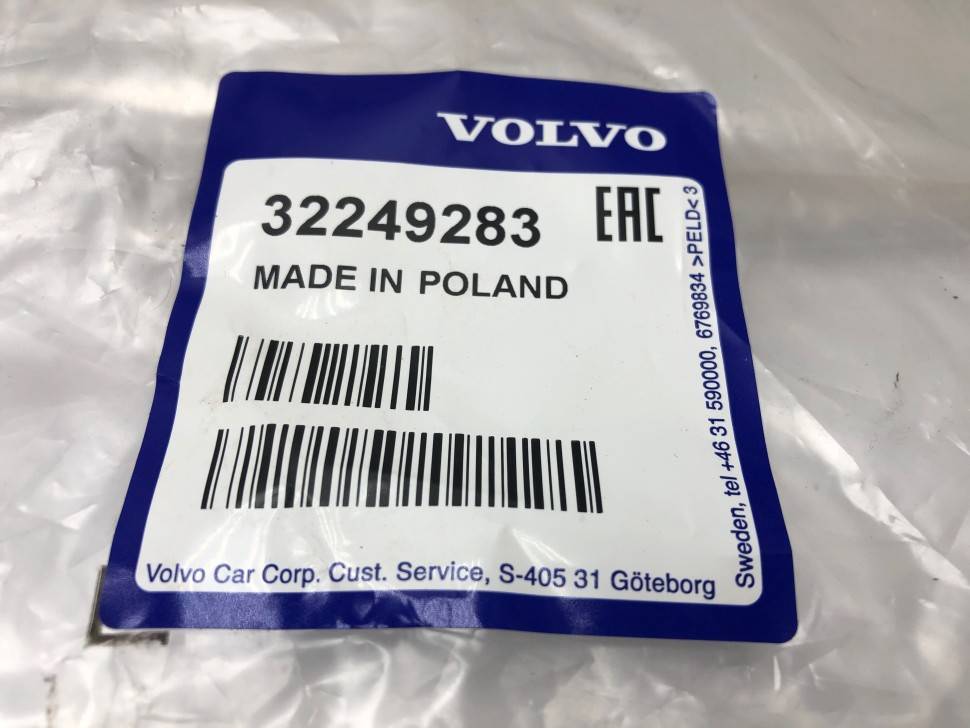 VOLVO
32249283 EAC
MADE IN POLAND
Volvo Car Corp. Cust. Service, S-405 31 Göteborg
Sweden, tel +46 31 590000, 6769834 >PELD< 3